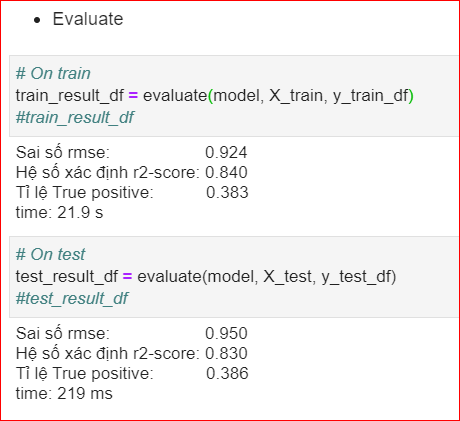 • Evaluate
# On train
train_result_df = evaluate(model, X_train, y_train_df)
#train_result_df
Sai số rmse: 0.924
Hệ số xác định r2-score: 0.840
Tỉ lệ True positive: 0.383
time: 21.9 s
# On test
test_result_df = evaluate(model, X_test, y_test_df)
#test_result_df
Sai số rmse: 0.950
Hệ số xác định r2-score: 0.830
Tỉ lệ True positive: 0.386
time: 219 ms